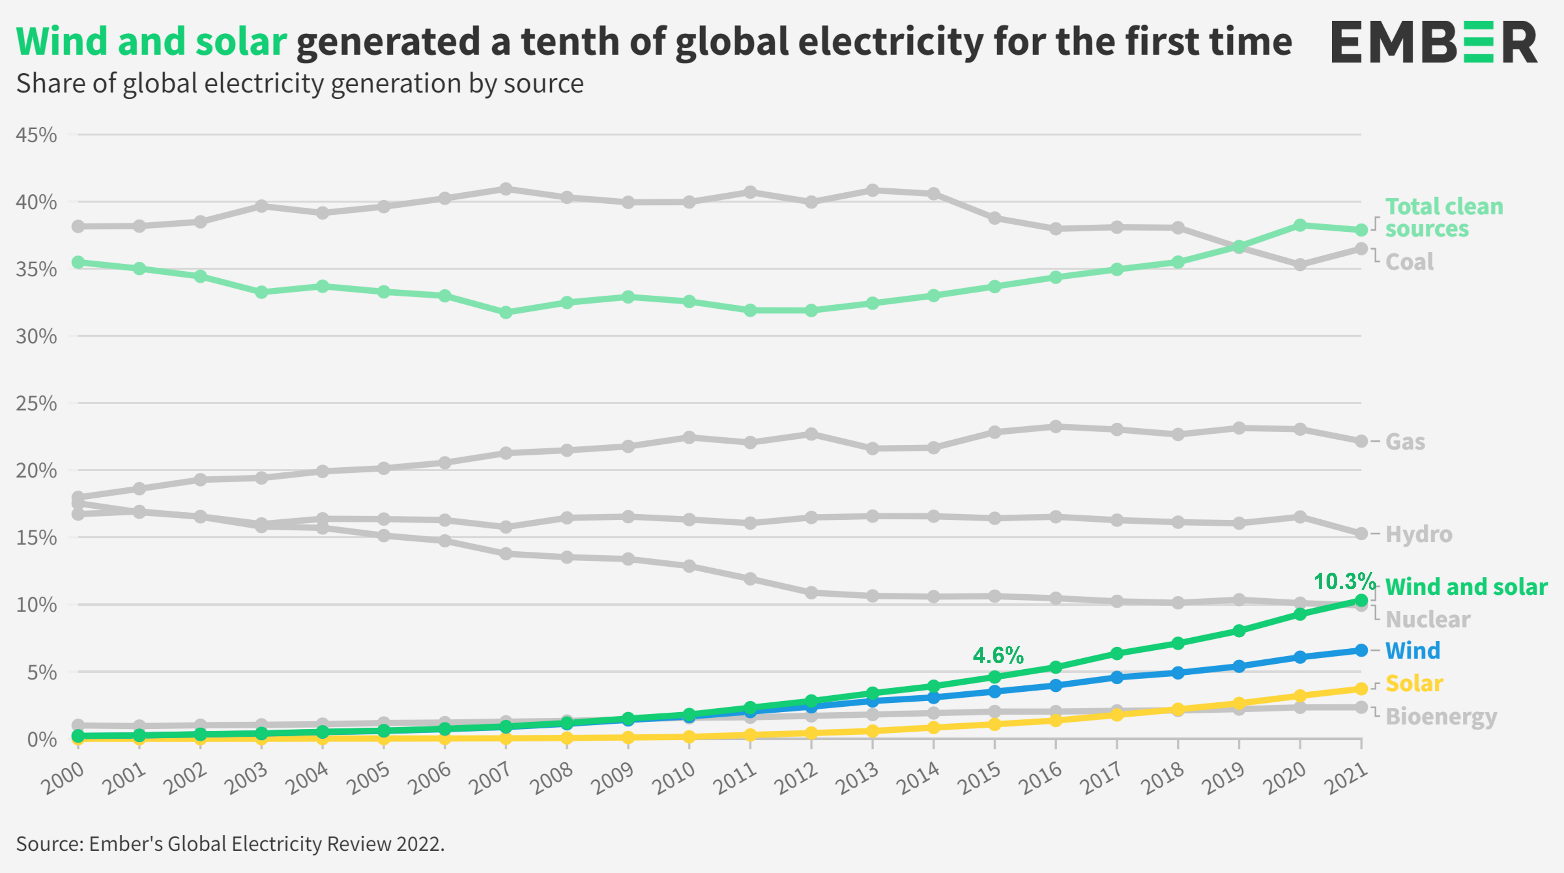 Wind and solar generated a tenth of global electricity for the first time
EMBER
Share of global electricity generation by source
45%
40%
35%
30%
25%
20%
15%
10%
5%
0%
Total clean
sources
Coal
Gas
Hydro
10.3%
Wind and solar
Nuclear
4.6%
Wind
Solar
Bioenergy
2000 2001 2002 2003 2004 2005 2006 2007 2008 2009 2010 2011 2012 2013 2014 2015 2016 2017 2018 2019 2020 2021
Source: Ember's Global Electricity Review 2022.